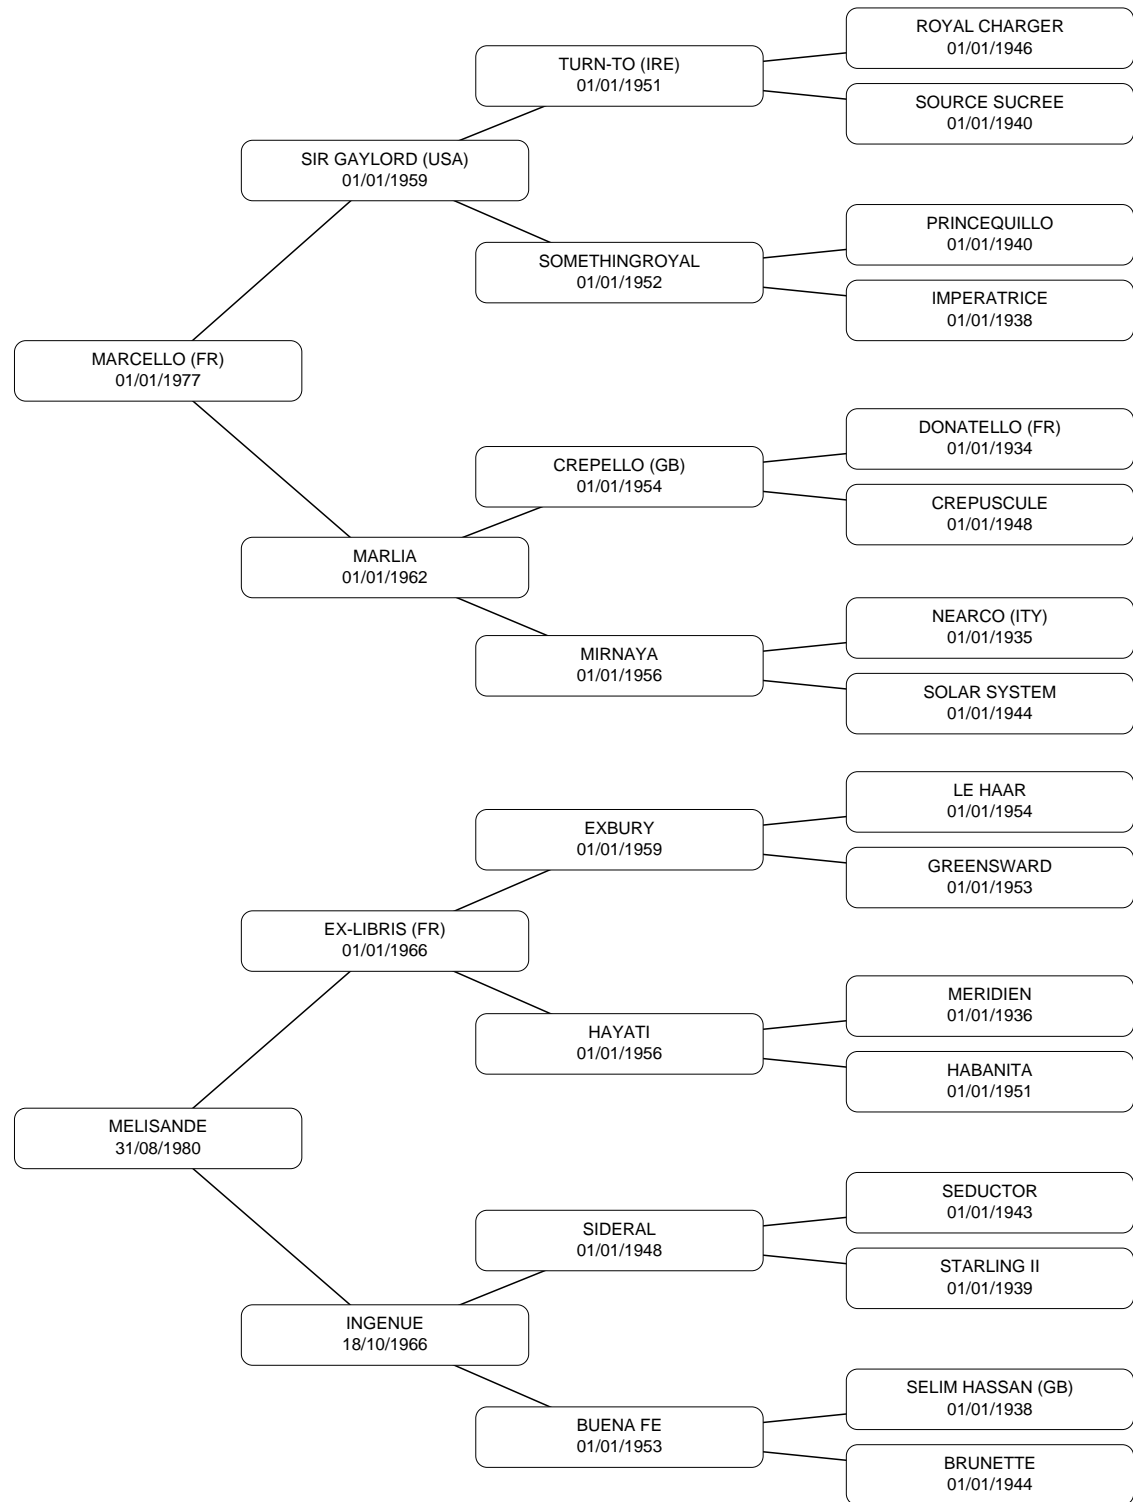 ROYAL CHARGER
01/01/1946
TURN-TO (IRE)
01/01/1951
SOURCE SUCREE
01/01/1940
SIR GAYLORD (USA)
01/01/1959
PRINCEQUILLO
01/01/1940
SOMETHINGROYAL
01/01/1952
IMPERATRICE
01/01/1938
MARCELLO (FR)
01/01/1977
DONATELLO (FR)
01/01/1934
CREPELLO (GB)
01/01/1954
CREPUSCULE
01/01/1948
MARLIA
01/01/1962
NEARCO (ITY)
01/01/1935
MIRNAYA
01/01/1956
SOLAR SYSTEM
01/01/1944
LE HAAR
01/01/1954
EXBURY
01/01/1959
GREENSWARD
01/01/1953
EX-LIBRIS (FR)
01/01/1966
MERIDIEN
01/01/1936
HAYATI
01/01/1956
HABANITA
01/01/1951
MELISANDE
31/08/1980
SEDUCTOR
01/01/1943
SIDERAL
01/01/1948
STARLING II
01/01/1939
INGENUE
18/10/1966
SELIM HASSAN (GB)
01/01/1938
BUENA FE
01/01/1953
BRUNETTE
01/01/1944